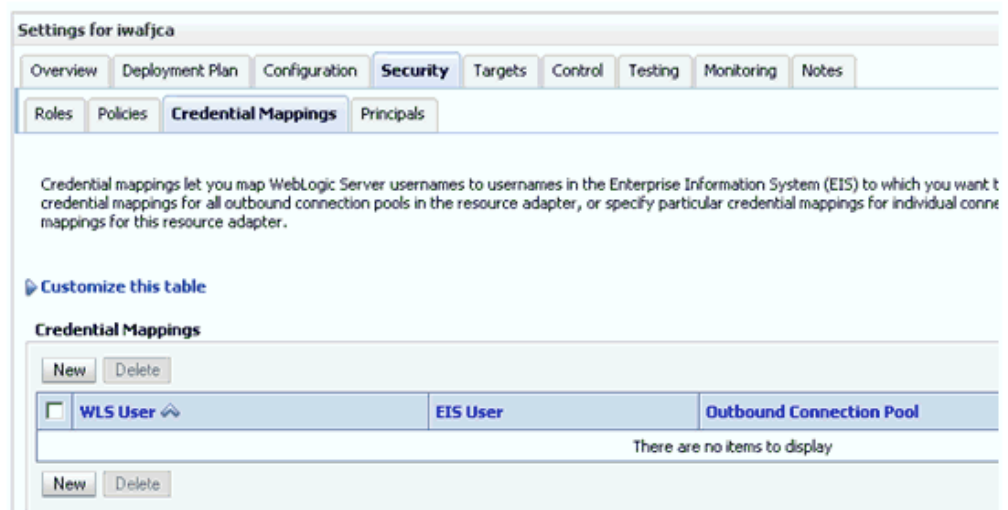 Settings for iwafjca
Overview Deployment Plan Configuration Security Targets Control Testing Monitoring Notes
Roles Policies Credential Mappings Principals
Credential mappings let you map WebLogic Server usernames to usernames in the Enterprise Information System (EIS) to which you want
credential mappings for all outbound connection pools in the resource adapter, or specify particular credential mappings for individual
mappings for this resource adapter.
Customize this table
Credential Mappings
New Delete
WLS User EIS User Outbound Connection Pool
There are no items to display
New Delete